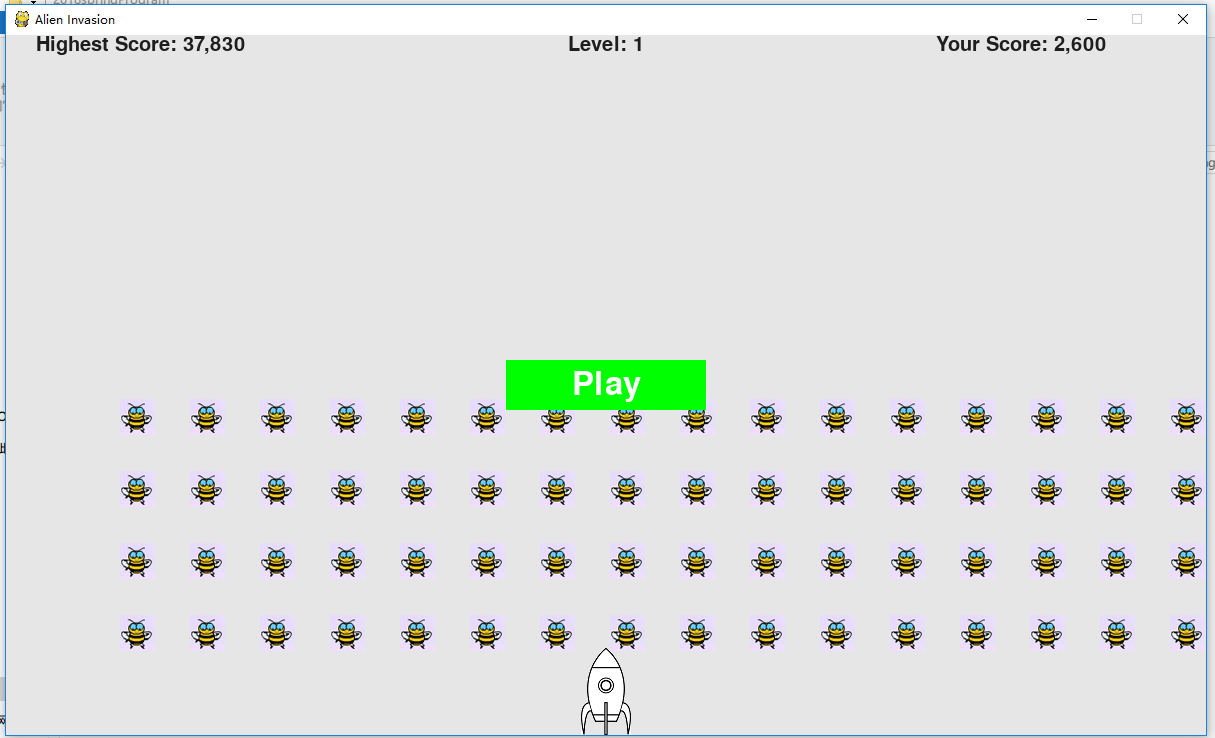 Alien Invasion
Highest Score: 37,830
Level: 1
Your Score: 2,600
Play